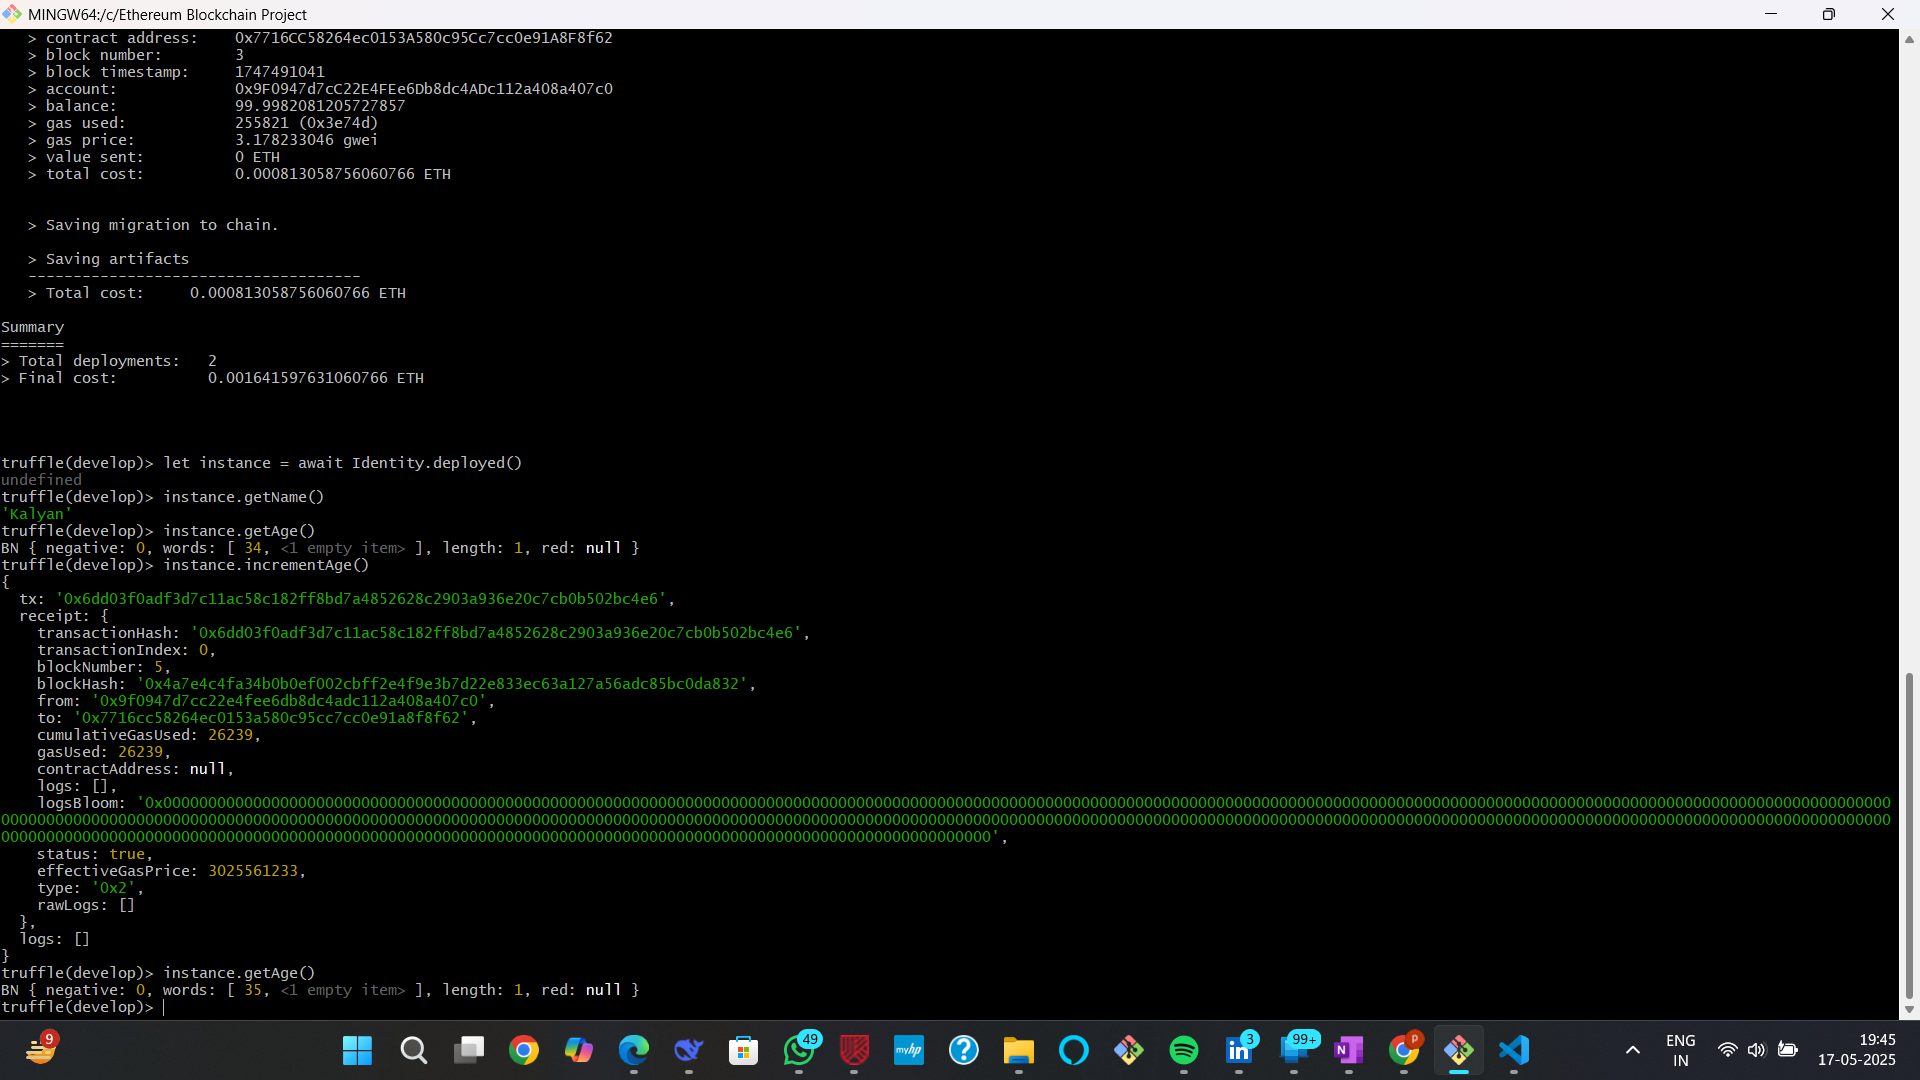 MINGW64:/c/Ethereum Blockchain Project
> contract address:    0x7716CC58264ec0153A580c95Cc7cc0e91A8F8f62
> block number:        3
> block timestamp:     1747491041
> account:             0x9F0947d7cC22E4FEe6Db8dc4ADc112a408a407c0
> balance:             99.9982081205727857
> gas used:            255821 (0x3e74d)
> gas price:           3.178233046 gwei
> value sent:          0 ETH
> total cost:          0.000813058756060766 ETH
> Saving migration to chain.
> Saving artifacts
-------------------------------------
> Total cost:     0.000813058756060766 ETH
Summary
=======
> Total deployments:   2
> Final cost:          0.001641597631060766 ETH
truffle(develop)> let instance = await Identity.deployed()
undefined
truffle(develop)> instance.getName()
'Kalyan'
truffle(develop)> instance.getAge()
BN { negative: 0, words: [ 34, <1 empty item> ], length: 1, red: null }
truffle(develop)> instance.incrementAge()
{
tx: '0x6dd03f0adf3d7c11ac58c182ff8bd7a4852628c2903a936e20c7cb0b502bc4e6',
receipt: {
transactionHash: '0x6dd03f0adf3d7c11ac58c182ff8bd7a4852628c2903a936e20c7cb0b502bc4e6',
transactionIndex: 0,
blockNumber: 5,
blockHash: '0x4a7e4c4fa34b0b0ef002cbff2e4f9e3b7d22e833ec63a127a56adc85bc0da832',
from: '0x9f0947d7cc22e4fee6db8dc4adc112a408a407c0',
to: '0x7716cc58264ec0153a580c95cc7cc0e91a8f8f62',
cumulativeGasUsed: 26239,
gasUsed: 26239,
contractAddress: null,
logs: [],
logsBloom:
status: true,
effectiveGasPrice: 3025561233,
type: '0x2',
rawLogs: []
},
logs: []
}
truffle(develop)> instance.getAge()
BN { negative: 0, words: [ 35, <1 empty item> ], length: 1, red: null }
truffle(develop)>
9
49
myhp
3
99+
N
P
ENG
IN
19:45
17-05-2025